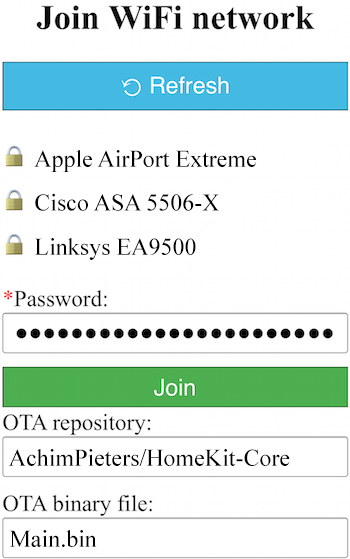 Join WiFi network
Refresh
Apple AirPort Extreme
Cisco ASA 5506-X
Linksys EA9500
*Password:
●●●●●●●●●●●●●●●●●●●●●●●
Join
OTA repository:
AchimPieters/HomeKit-Core
OTA binary file:
Main.bin